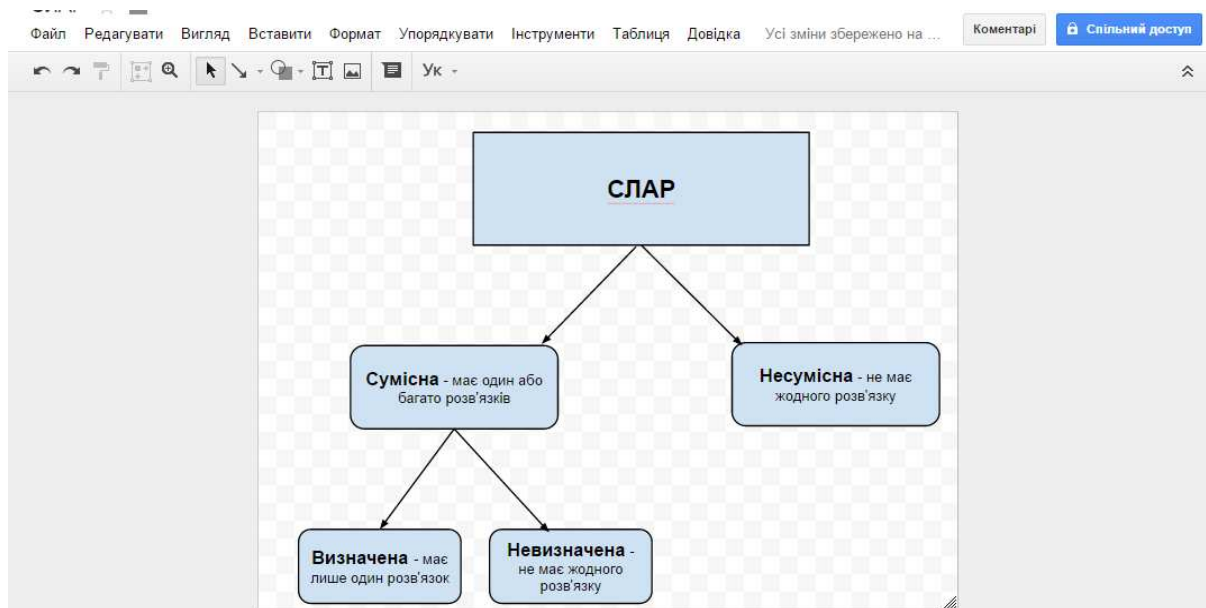 Файл Редагувати Вигляд Вставити Формат Упорядкувати Інструменти Таблиця Довідка Усі зміни збережено на ... Коментарі Спільний доступ
Ук
СЛАР
Сумісна - має один або
багато розв'язків
Несумісна - не має
жодного розв'язку
Визначена - має
лише один розв'язок
Невизначена -
не має жодного
розв'язку